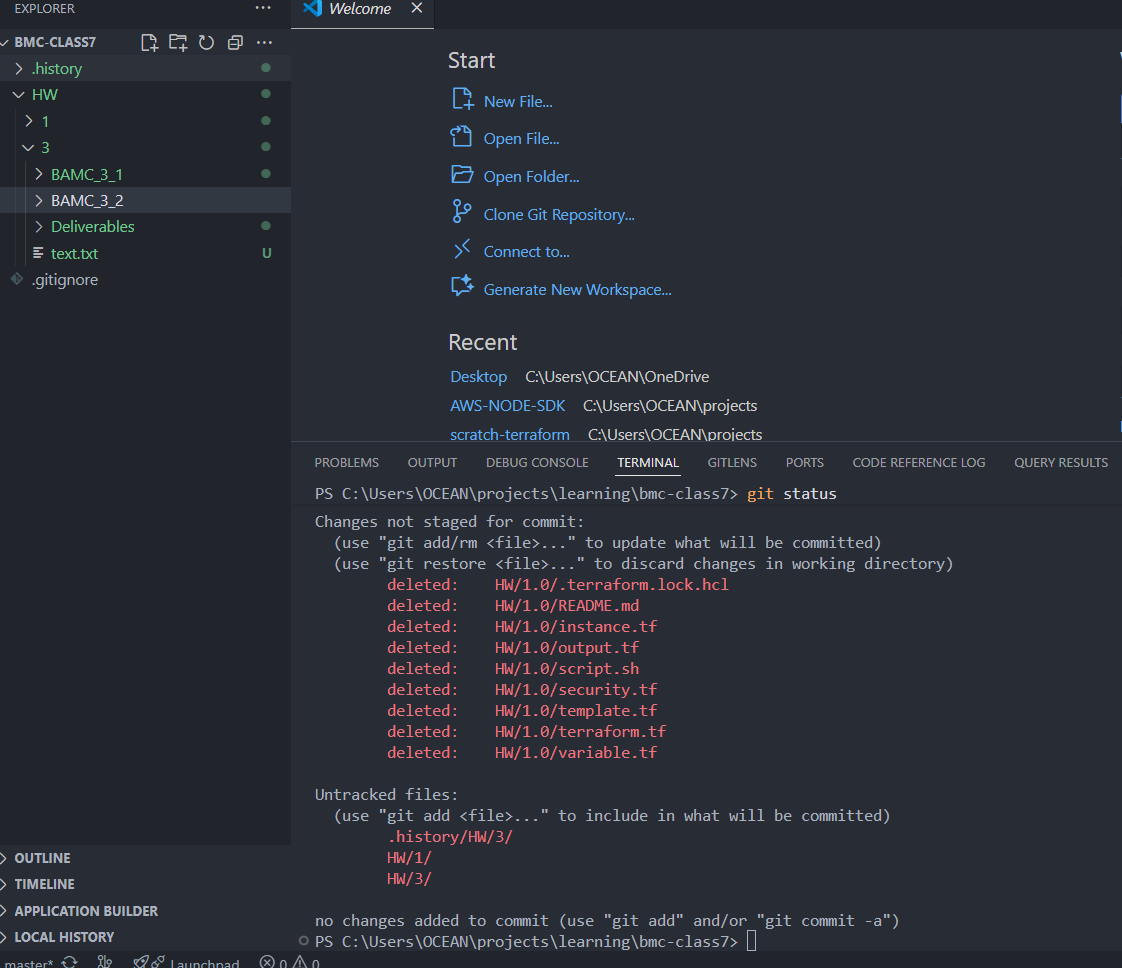 EXPLORER
Welcome
BMC-CLASS7
.history
HW
1
3
BAMC_3_1
BAMC_3_2
Deliverables
text.txt U
.gitignore
OUTLINE
TIMELINE
APPLICATION BUILDER
LOCAL HISTORY
Start
New File...
Open File...
Open Folder...
Clone Git Repository...
Connect to...
Generate New Workspace...
Recent
Desktop C:\Users\OCEAN\OneDrive
AWS-NODE-SDK C:\Users\OCEAN\projects
scratch-terraform C:\Users\OCEAN\projects
PROBLEMS OUTPUT DEBUG CONSOLE TERMINAL GITLENS PORTS CODE REFERENCE LOG QUERY RESULTS
PS C:\Users\OCEAN\projects\learning\bmc-class7> git status
Changes not staged for commit:
(use "git add/rm <file>..." to update what will be committed)
(use "git restore <file>..." to discard changes in working directory)
deleted: HW/1.0/.terraform.lock.hcl
deleted: HW/1.0/README.md
deleted: HW/1.0/instance.tf
deleted: HW/1.0/output.tf
deleted: HW/1.0/script.sh
deleted: HW/1.0/security.tf
deleted: HW/1.0/template.tf
deleted: HW/1.0/terraform.tf
deleted: HW/1.0/variable.tf
Untracked files:
(use "git add <file>..." to include in what will be committed)
.history/HW/3/
HW/1/
HW/3/
no changes added to commit (use "git add" and/or "git commit -a")
PS C:\Users\OCEAN\projects\learning\bmc-class7>
master* Launchpad 0 0